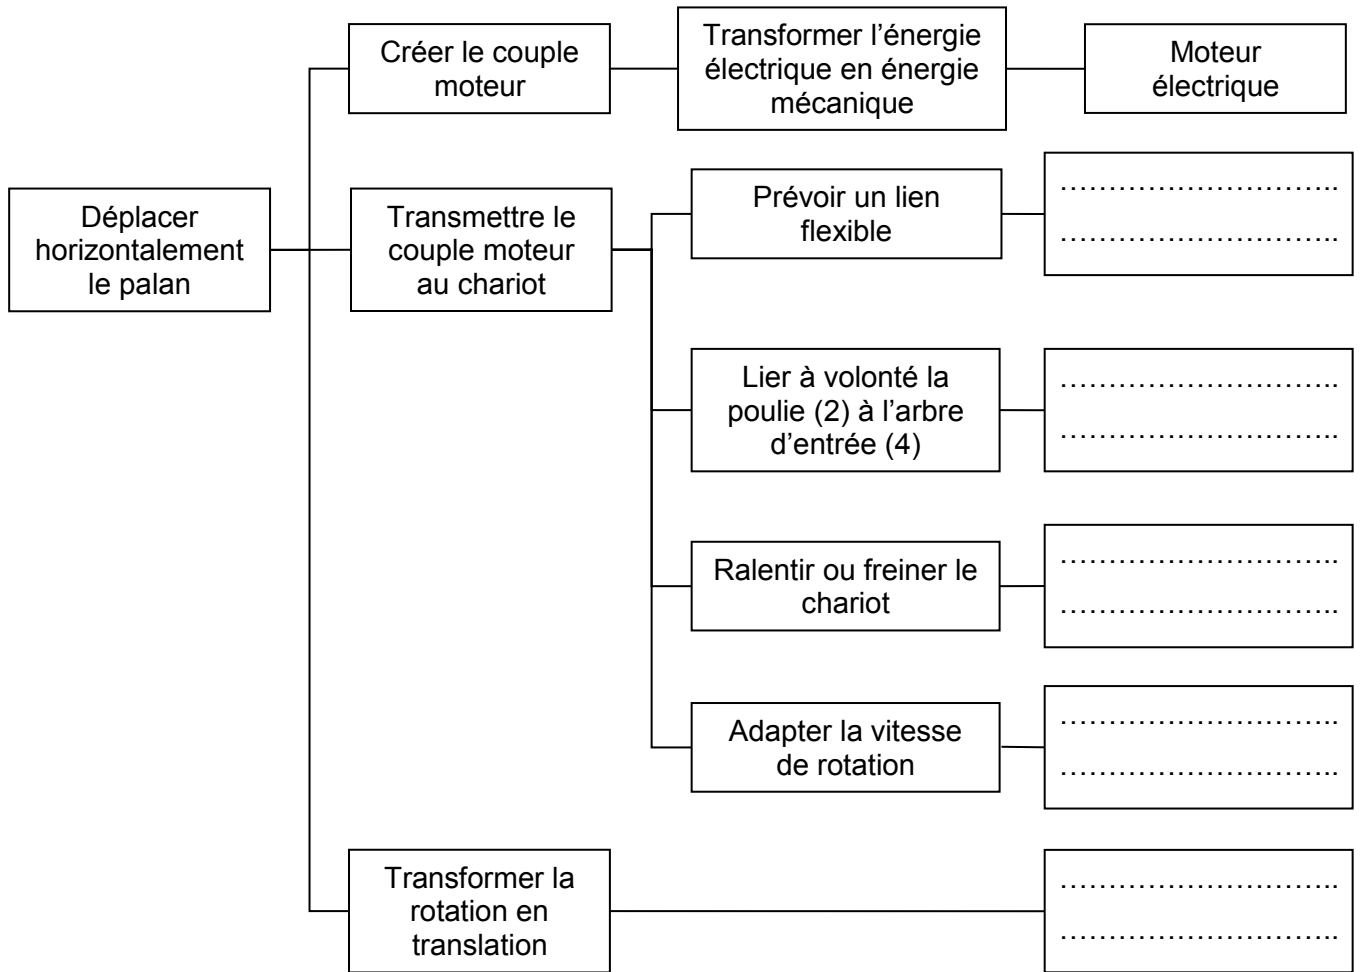 Créer le couple
moteur
Transformer l’énergie
électrique en énergie
mécanique
Moteur
électrique
Déplacer
horizontalement
le palan
Transmettre le
couple moteur
au chariot
Prévoir un lien
flexible
………………………..
………………………..
Lier à volonté la
poulie (2) à l’arbre
d’entrée (4)
………………………..
………………………..
Ralentir ou freiner le
chariot
………………………..
………………………..
Adapter la vitesse
de rotation
………………………..
………………………..
Transformer la
rotation en
translation
………………………..
………………………..